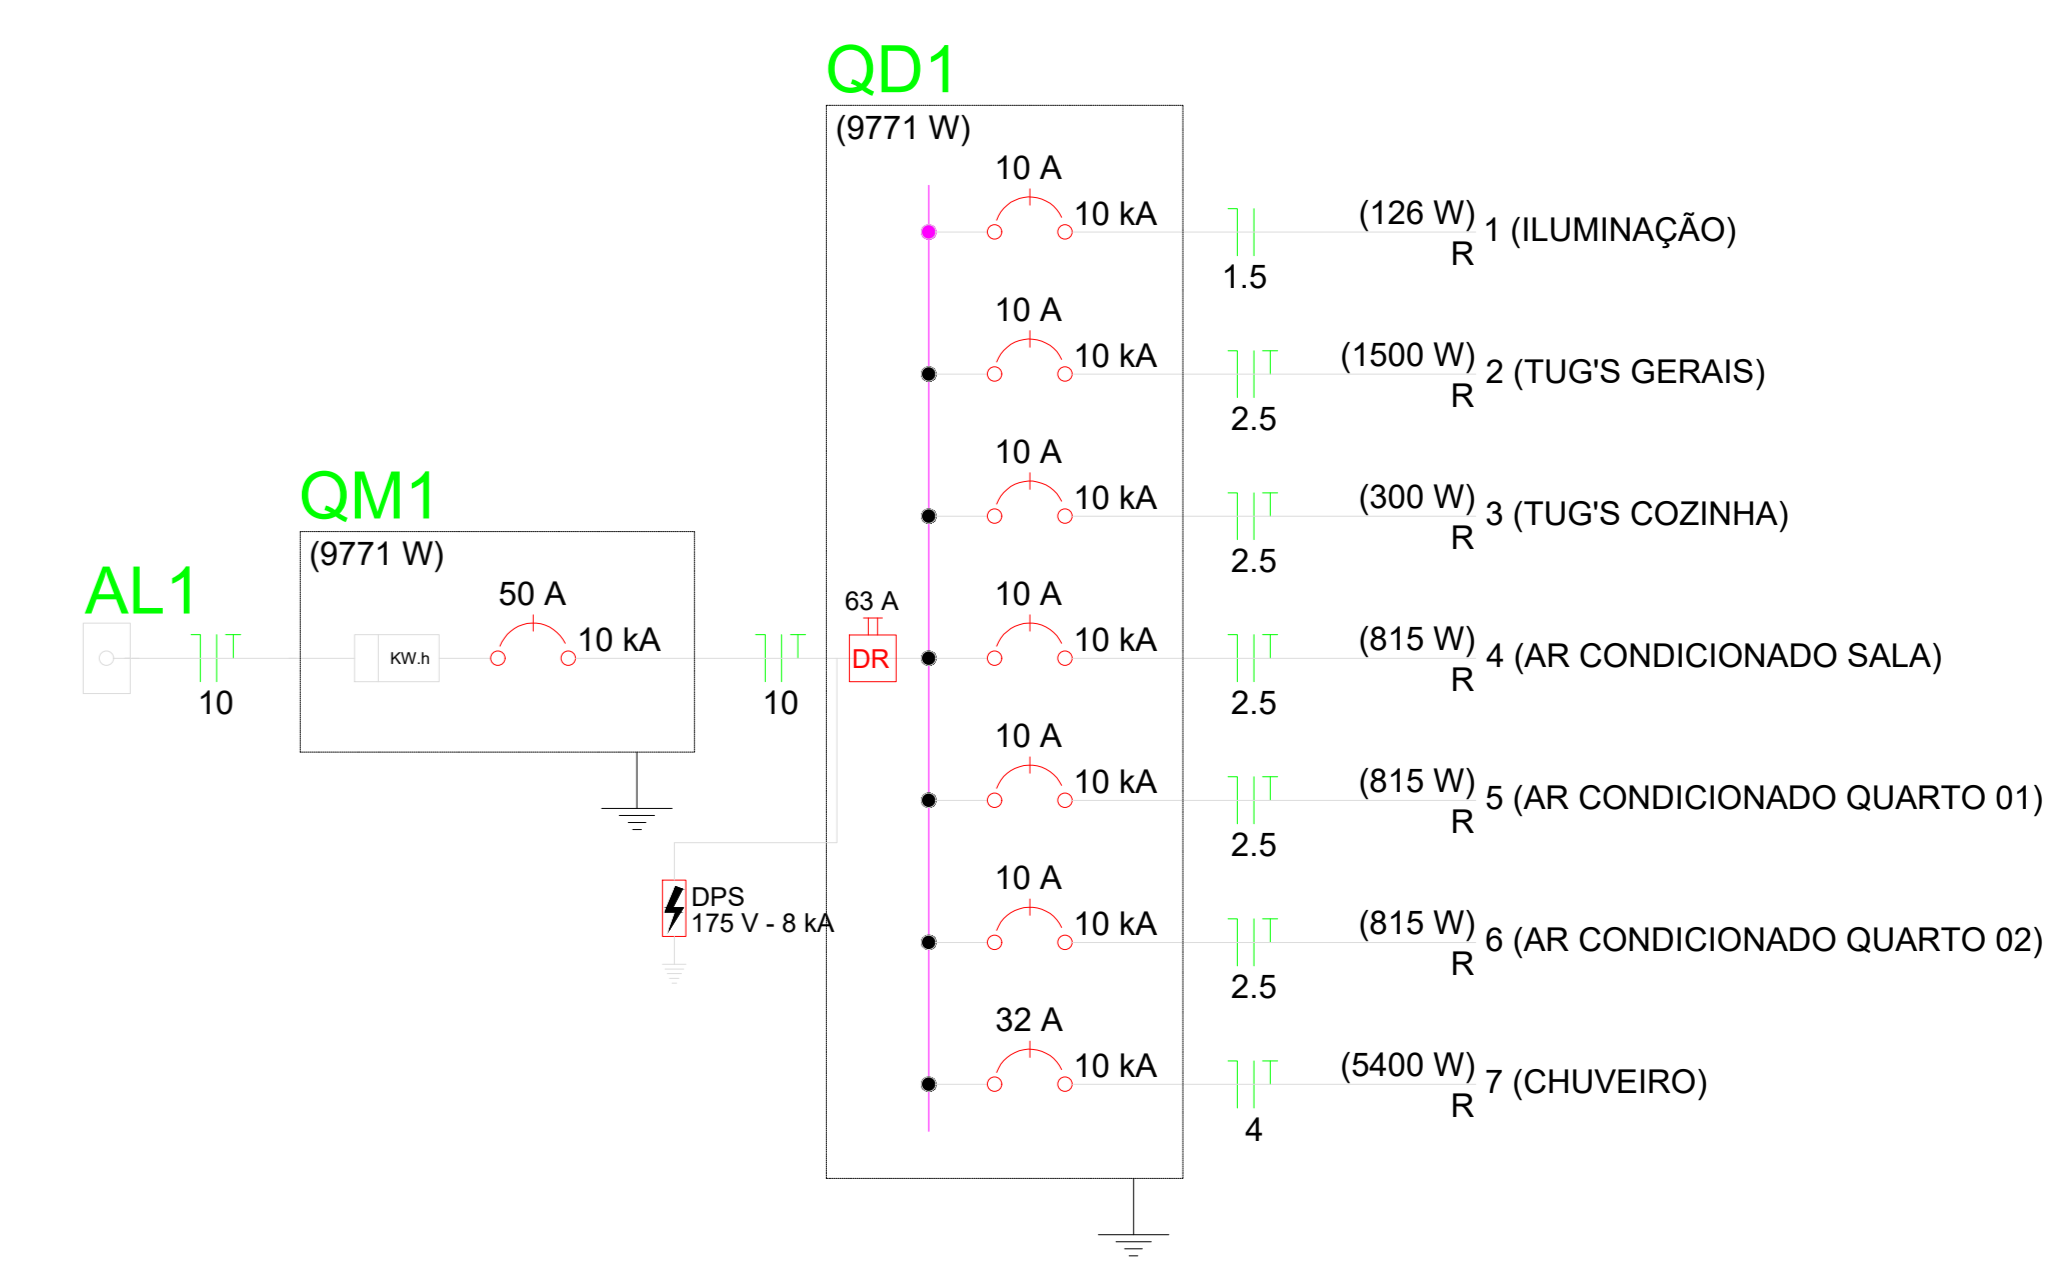 QD1
(9771 W)
10 A
10 kA
(126 W)
1 (ILUMINAÇÃO)
R
1.5
10 A
10 kA
(1500 W)
2 (TUG'S GERAIS)
R
2.5
10 A
10 kA
(300 W)
3 (TUG'S COZINHA)
R
2.5
QM1
(9771 W)
AL1
50 A
10 kA
KW.h
10
10
63 A
DR
10 A
10 kA
(815 W)
4 (AR CONDICIONADO SALA)
R
2.5
10 A
10 kA
(815 W)
5 (AR CONDICIONADO QUARTO 01)
R
2.5
DPS
175 V - 8 kA
10 A
10 kA
(815 W)
6 (AR CONDICIONADO QUARTO 02)
R
2.5
32 A
10 kA
(5400 W)
7 (CHUVEIRO)
R
4